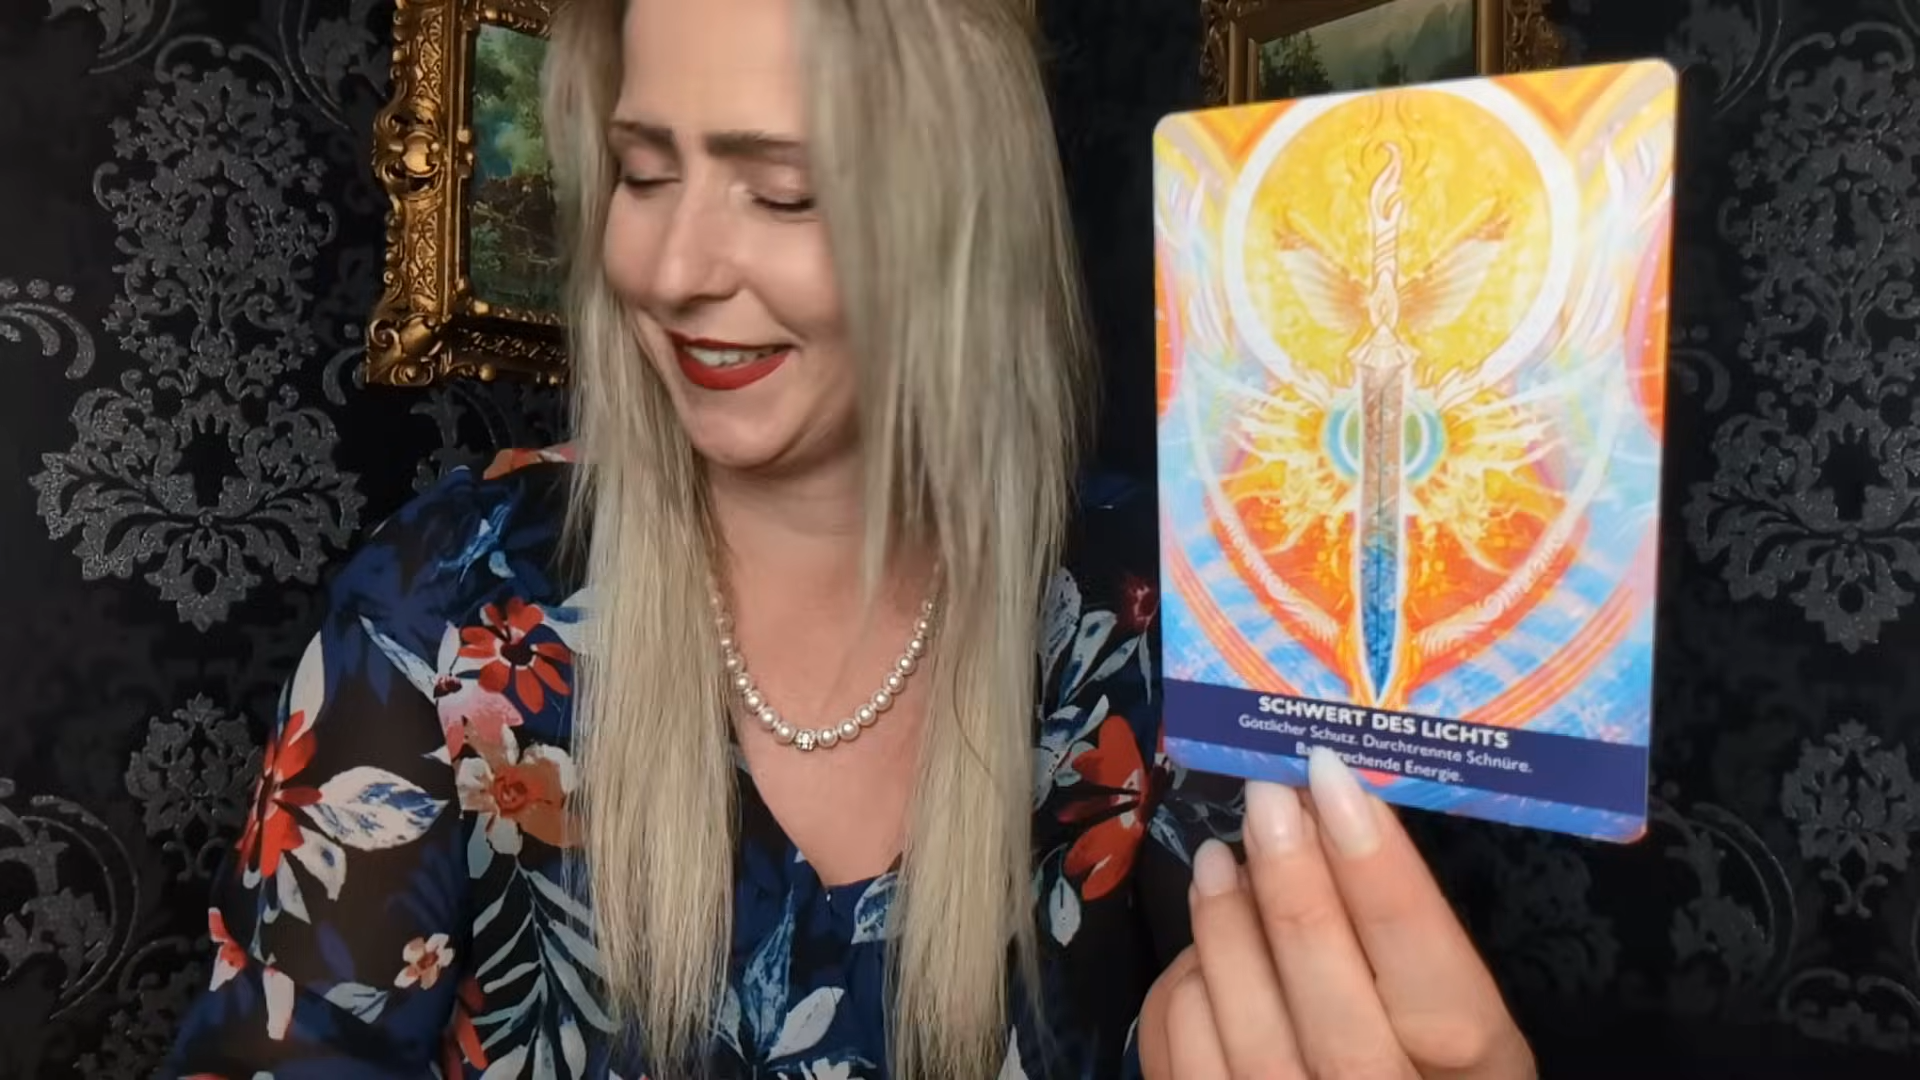 SCHWERT DES LICHTS
Göttlicher Schutz. Durchtrennte Schnüre.
Energie.